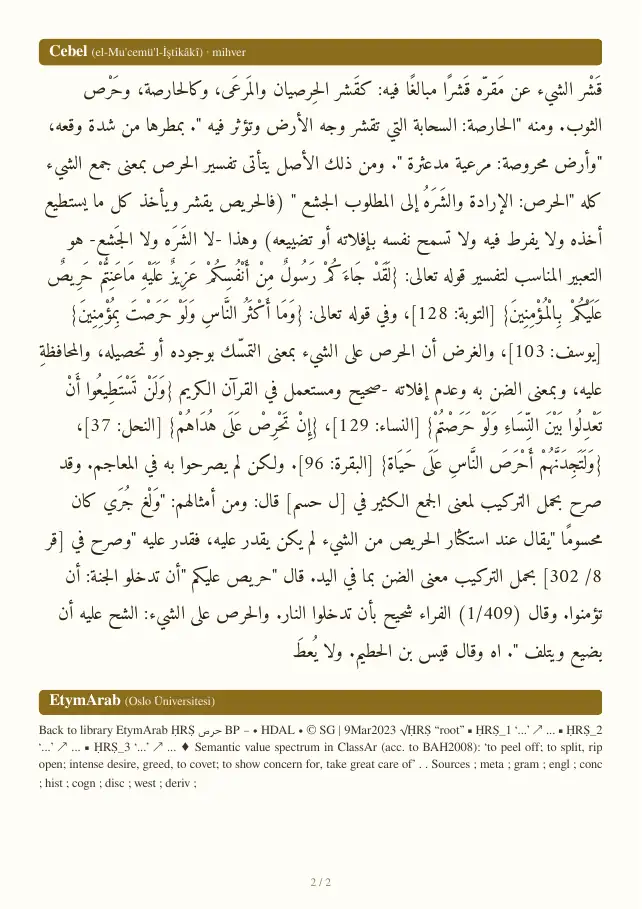 Cebel (el-Mu'cemü'l-İştikâkî) · mihver
قَشْر الشيء عن مَقرّه قَشرًا مبالغًا فيه: كقَشر الحِرصيان والمَرعَى، وكالحارصة، وحَرْص
الثوب. ومنه "الحارصة: السحابة التي تقشر وجه الأرض وتؤثر فيه ". بمطرها من شدة وقعه،
"وأرض محروصة: مرعية مدعثرة ". ومن ذلك الأصل يتأتى تفسير الحرص بمعنى جمع الشيء
كله "الحرص: الإرادة والشَرَهُ إلى المطلوب الجشع " (فالحريص يقشر ويأخذ كل ما يستطيع
أخذه ولا يفرط فيه ولا تسمح نفسه بإفلاته أو تضييعه) وهذا -لا الشَرَه ولا الجَشع- هو
التعبير المناسب لتفسير قوله تعالى: {لَقَدْ جَاءَكُمْ رَسُولٌ مِنْ أَنْفُسِكُمْ عَزِيزٌ عَلَيْهِ مَاعَنِتُّمْ حَرِيصٌ
عَلَيْكُمْ بِالْمُؤْمِنِينَ} [التوبة: 128]، وفي قوله تعالى: {وَمَا أَكْثَرُ النَّاسِ وَلَوْ حَرَصْتَ بِمُؤْمِنِينَ}
[يوسف: 103]، والغرض أن الحرص على الشيء بمعنى التمسّك بوجوده أو تحصيله، والمحافظةِ
عليه، وبمعنى الضن به وعدم إفلاته -صحيح ومستعمل في القرآن الكريم {وَلَنْ تَسْتَطِيعُوا أَنْ
تَعْدِلُوا بَيْنَ النِّسَاءِ وَلَوْ حَرَصْتُمْ} [النساء: 129]، {إِنْ تَحْرِصْ عَلَى هُدَاهُمْ} [النحل: 37]،
{وَلَتَجِدَنَّهُمْ أَحْرَصَ النَّاسِ عَلَى حَيَاة} [البقرة: 96]. ولكن لم يصرحوا به في المعاجم. وقد
صرح بحمل التركيب لمعنى الجمع الكثير في [ل حسم] قال: ومن أمثالهم: "وَلْغ جُرَي كان
محسومًا "يقال عند استكثار الحريص من الشيء لم يكن يقدر عليه، فقدر عليه "وصرح في [قر
8/ 302] بحمل التركيب معنى الضن بما في اليد. قال "حريص عليكم "أن تدخلو الجنة: أن
تؤمنوا. وقال (1/409) الفراء شحيح بأن تدخلوا النار. والحرص على الشيء: الشح عليه أن
يضيع ويتلف ". اه وقال قيس بن الحطيم. ولا يُعطَ
EtymArab (Oslo Üniversitesi)
Back to library EtymArab ḤRṢ حرص BP – • HDAL • © SG | 9Mar2023 √ḤRṢ “root” ▪ ḤRṢ_1 ‘...’ ↗ ... ▪ ḤRṢ_2
‘...’ ↗ ... ▪ ḤRṢ_3 ‘...’ ↗ ... ♦ Semantic value spectrum in ClassAr (acc. to BAH2008): ‘to peel off; to split, rip
open; intense desire, greed, to covet; to show concern for, take great care of’ . . Sources ; meta ; gram ; engl ; conc
; hist ; cogn ; disc ; west ; deriv ;
2 / 2